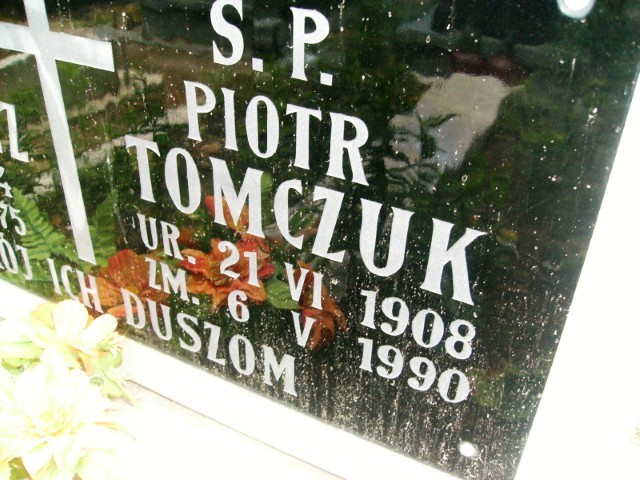 S. P.
PIOTR
TOMCZUK
UR. 21 VI 1908
ZM. 6 V 1990
ICH DUSZOM